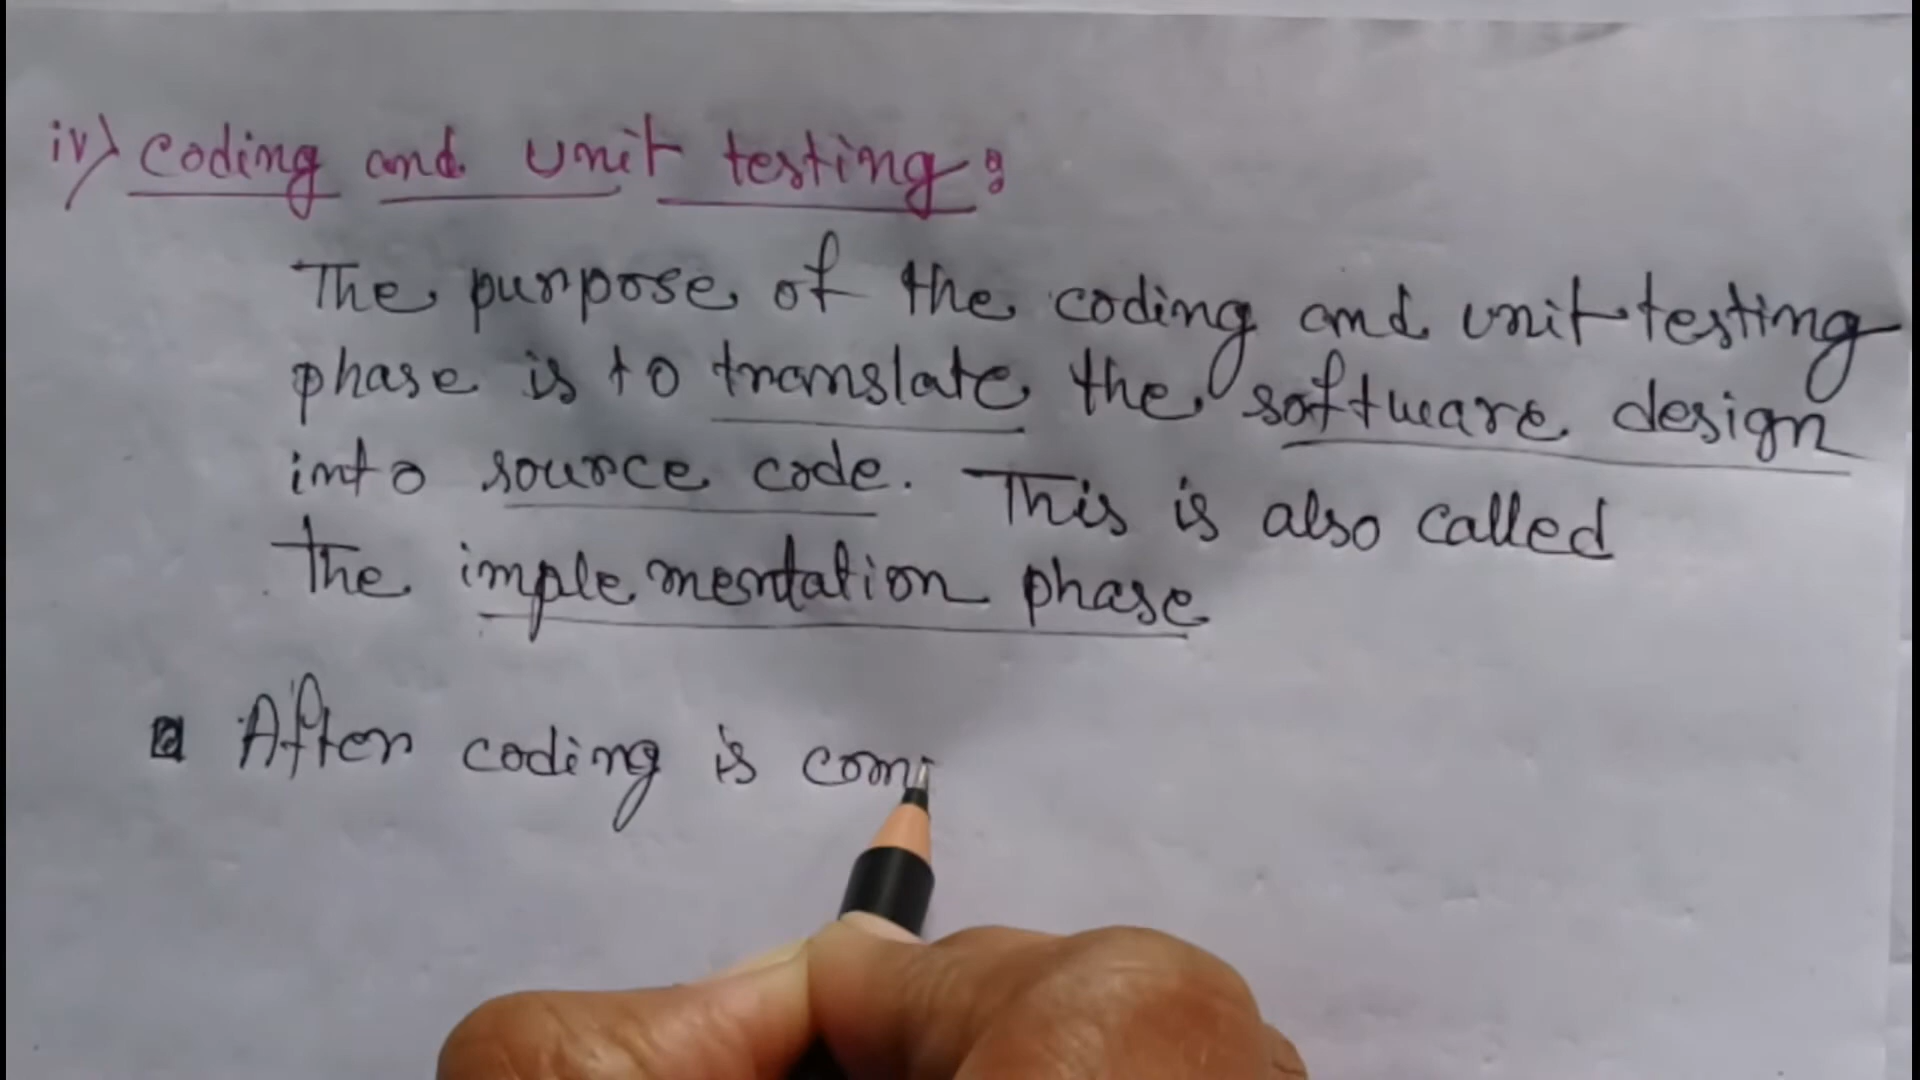 iv) Coding and Unit testing:
The purpose of the coding and unit testing
phase is to translate the software design
into source code. This is also called
the implementation phase
After coding is com